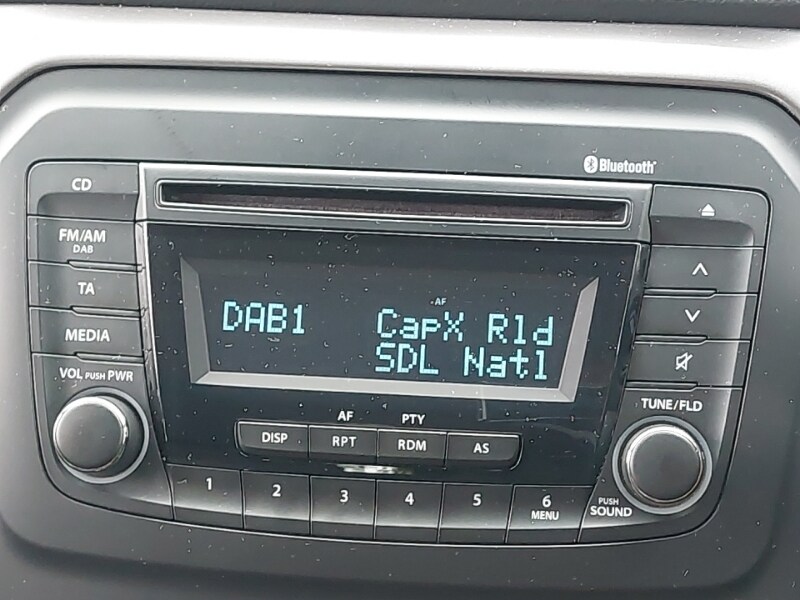 Bluetooth
CD
FM/AM
DAB
TA
MEDIA
VOL PUSH PWR
AF
DAB1 CapX Rld
SDL Natl
TUNE/FLD
AF PTY
DISP RPT RDM AS
1 2 3 4 5 6
MENU
PUSH
SOUND